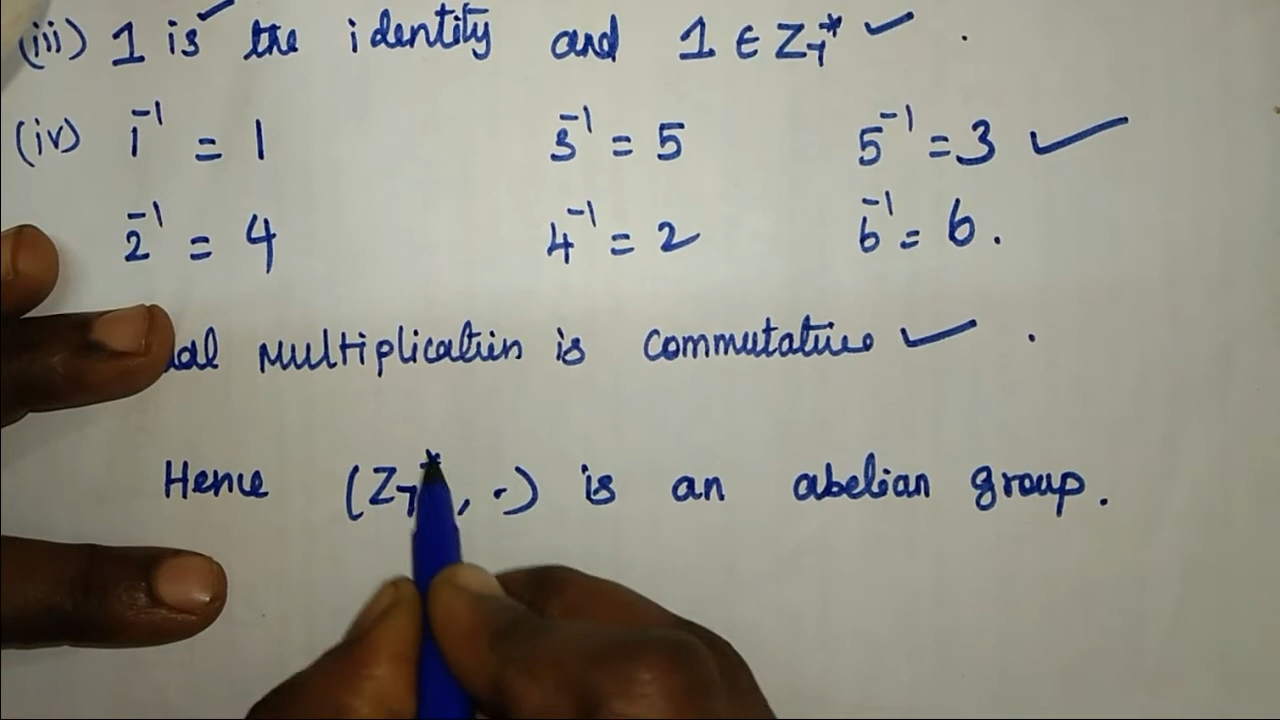 (iii) 1 is the identity and 1 ∈ Z₇* .
(iv) 1⁻¹ = 1 3⁻¹ = 5 5⁻¹ = 3
2⁻¹ = 4 4⁻¹ = 2 6⁻¹ = 6.
multiplication is commutative .
Hence (Z₇*, ·) is an abelian group.